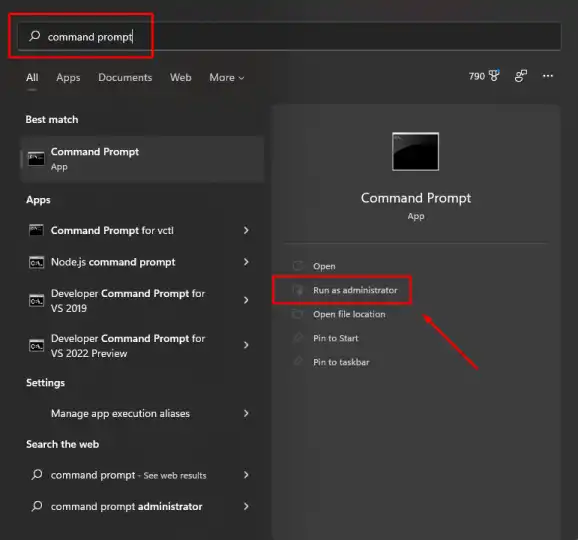 command prompt
All Apps Documents Web More 790 ...
Best match
Command Prompt
App
Apps
Command Prompt for vctl
Node.js command prompt
Developer Command Prompt for
VS 2019
Developer Command Prompt for
VS 2022 Preview
Settings
Manage app execution aliases
Search the web
command prompt - See web results
command prompt administrator
Command Prompt
App
Open
Run as administrator
Open file location
Pin to Start
Pin to taskbar